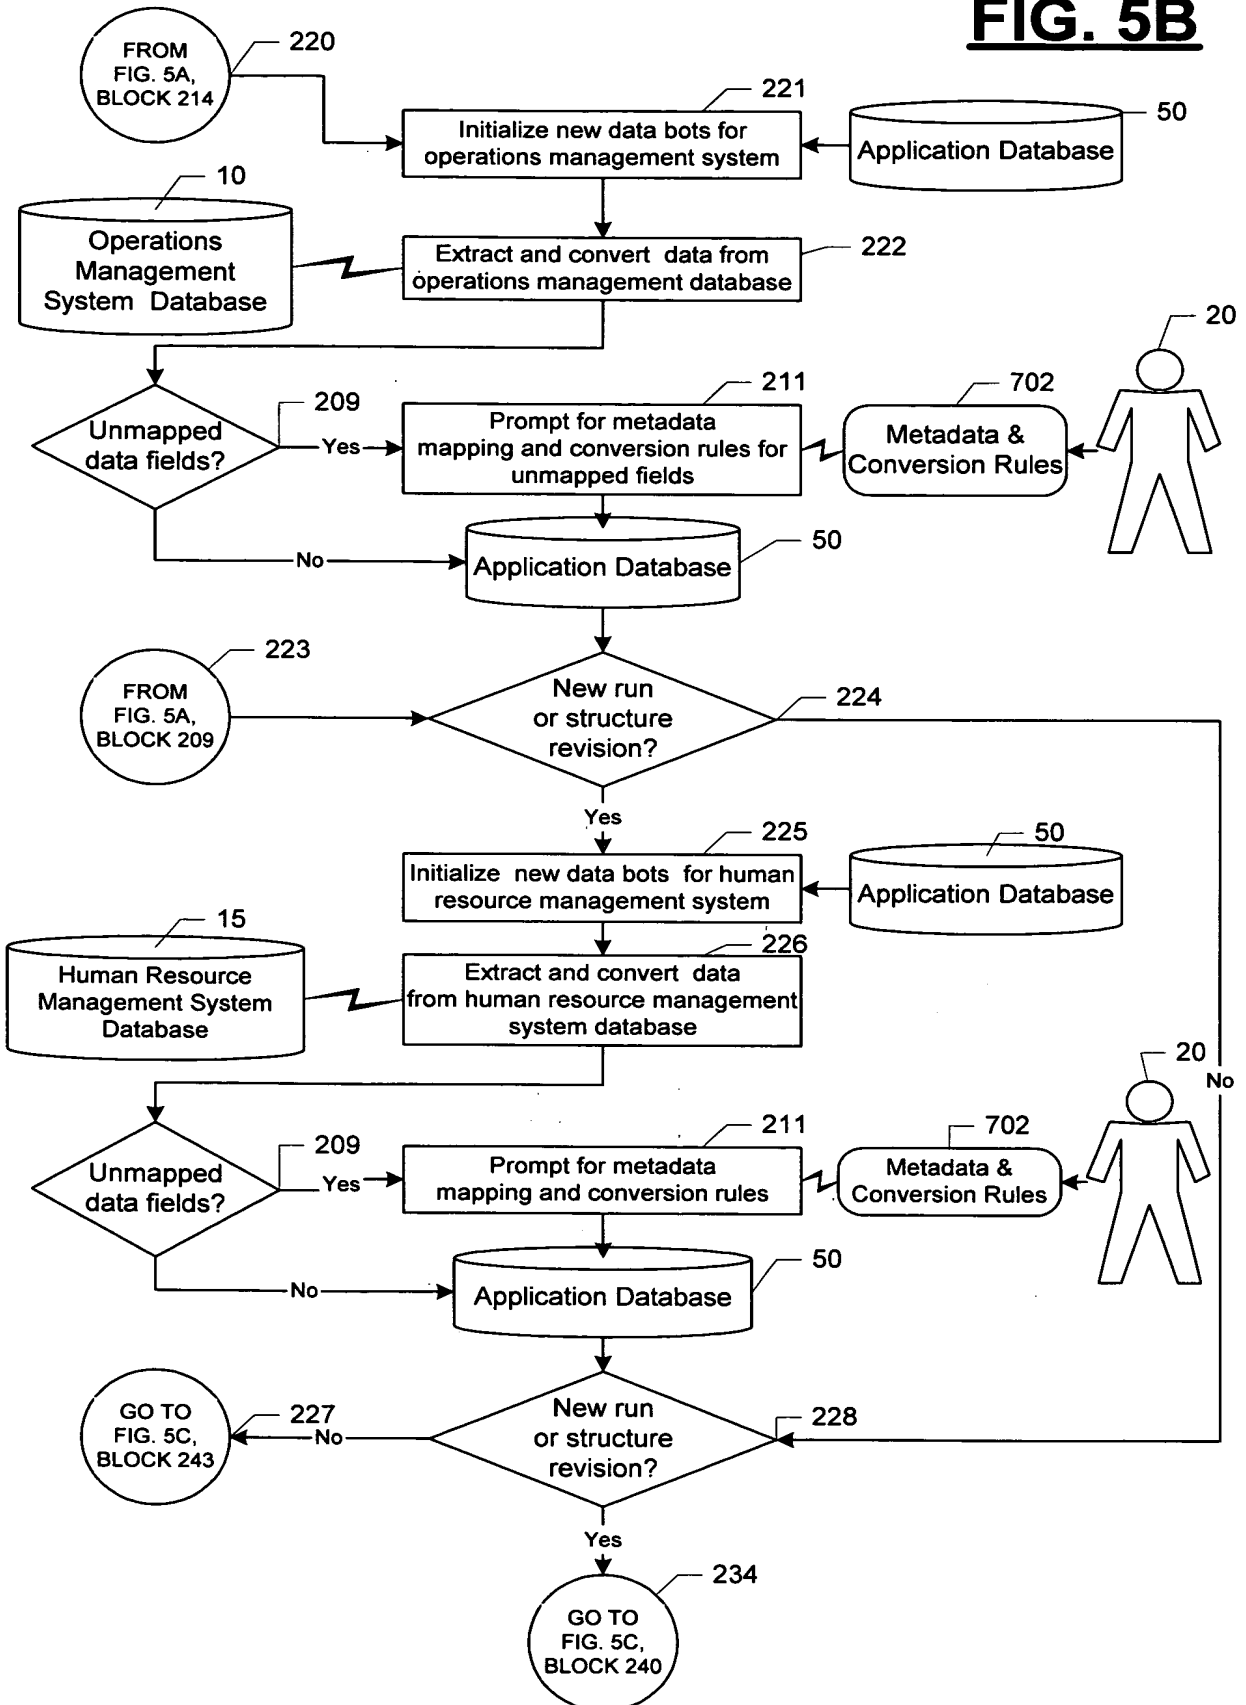 FIG. 5B
FROM
FIG. 5A,
BLOCK 214
220
221
Initialize new data bots for
operations management system
50
Application Database
10
Operations
Management
System Database
Extract and convert data from
operations management database
222
20
Unmapped
data fields?
209
Yes
211
Prompt for metadata
mapping and conversion rules for
unmapped fields
702
Metadata &
Conversion Rules
No
Application Database
50
223
FROM
FIG. 5A,
BLOCK 209
New run
or structure
revision?
224
Yes
225
Initialize new data bots for human
resource management system
50
Application Database
15
Human Resource
Management System
Database
226
Extract and convert data
from human resource management
system database
20
No
Unmapped
data fields?
209
Yes
211
Prompt for metadata
mapping and conversion rules
702
Metadata &
Conversion Rules
No
Application Database
50
GO TO
FIG. 5C,
BLOCK 243
227
No
New run
or structure
revision?
228
Yes
234
GO TO
FIG. 5C,
BLOCK 240